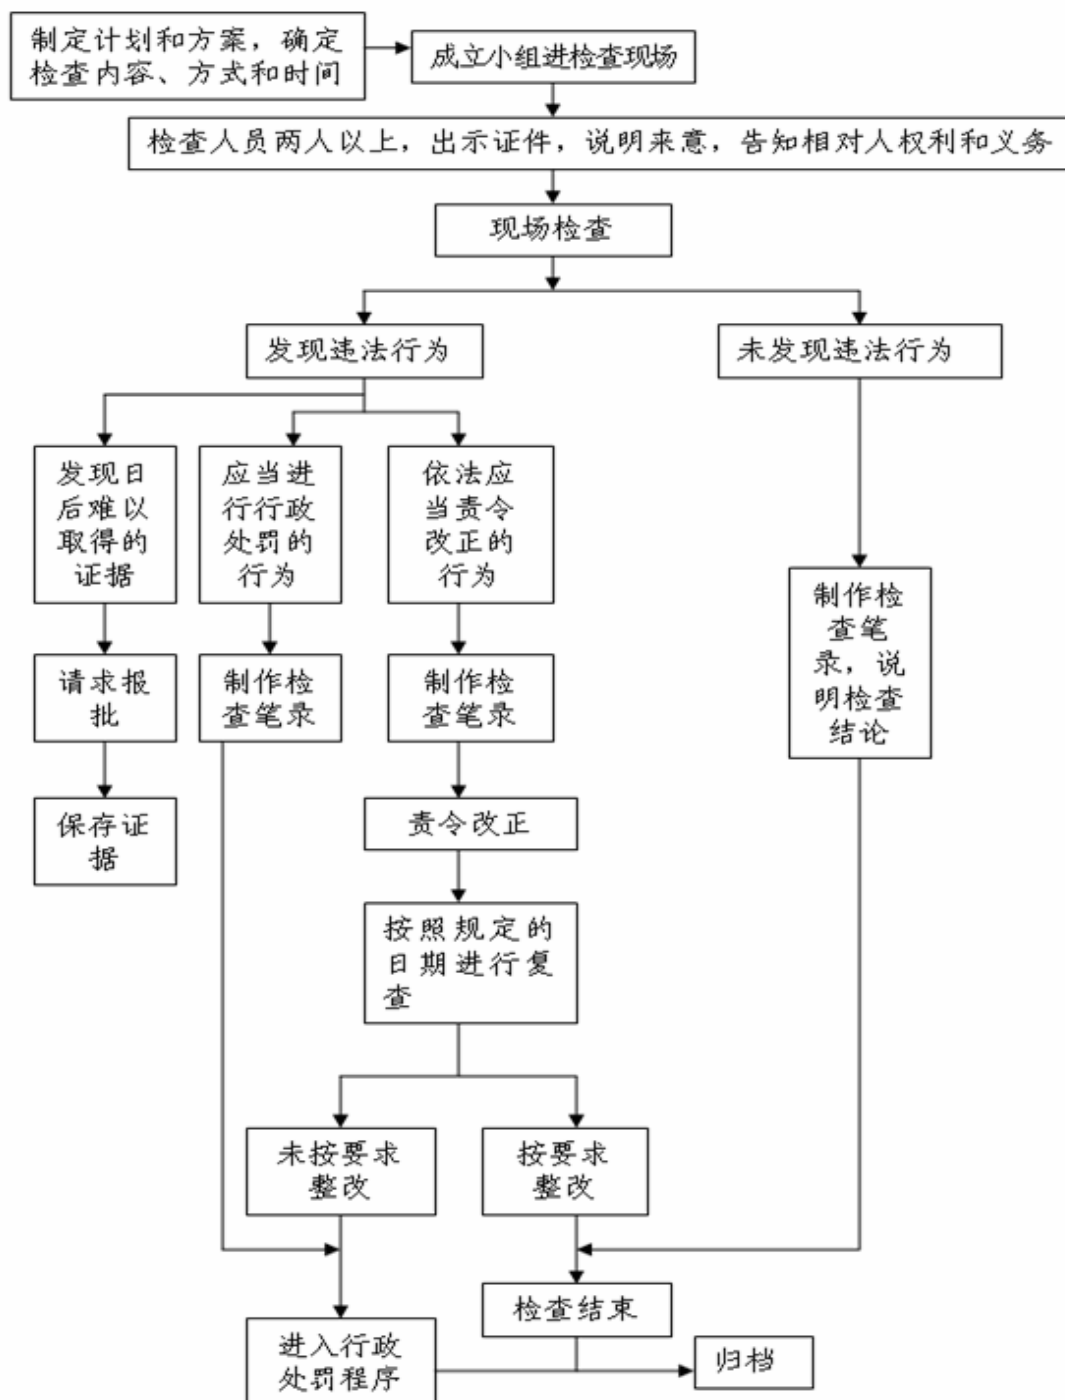 制定计划和方案，确定
检查内容、方式和时间
成立小组进检查现场
检查人员两人以上，出示证件，说明来意，告知相对人权利和义务
现场检查
发现违法行为
未发现违法行为
发现日
后难以
取得的
证据
应当进
行行政
处罚的
行为
依法应
当责令
改正的
行为
制作检
查笔
录，说
明检查
结论
请求报
批
制作检
查笔录
制作检
查笔录
保存证
据
责令改正
按照规定的
日期进行复
查
未按要求
整改
按要求
整改
检查结束
进入行政
处罚程序
归档